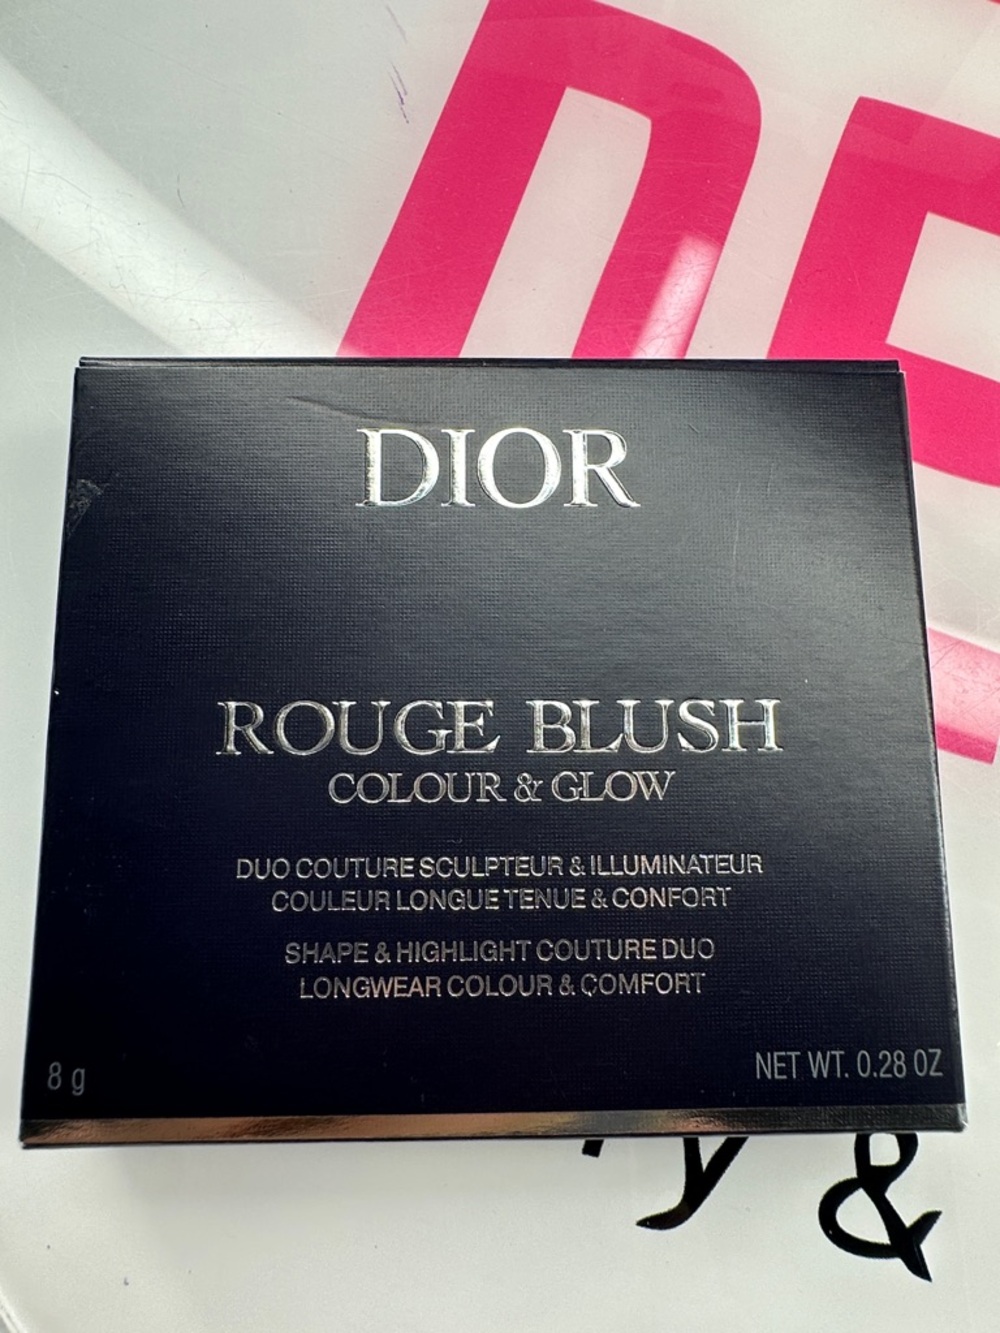 DE
DIOR
ROUGE BLUSH
COLOUR & GLOW
DUO COUTURE SCULPTEUR & ILLUMINATEUR
COULEUR LONGUE TENUE & CONFORT
SHAPE & HIGHLIGHT COUTURE DUO
LONGWEAR COLOUR & COMFORT
8 g
NET WT. 0.28 OZ
y &